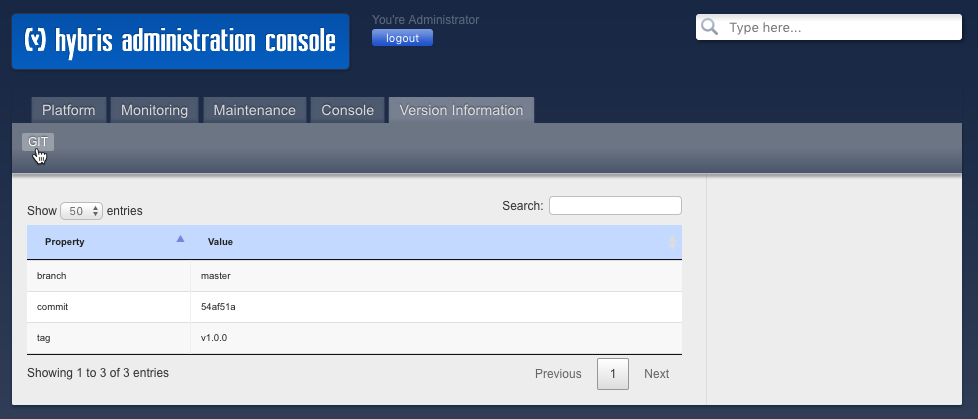 hybris administration console
You're Administrator
logout
Type here...
Platform Monitoring Maintenance Console Version Information
GIT
Show 50 entries
Search:
Property Value
branch master
commit 54af51a
tag v1.0.0
Showing 1 to 3 of 3 entries
Previous 1 Next